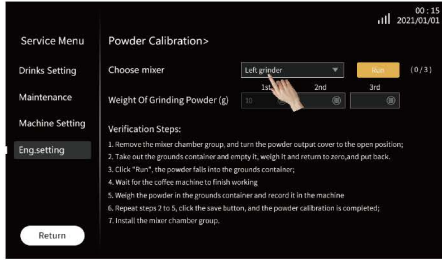 00 : 15
2021/01/01
Service Menu
Powder Calibration>
Drinks Setting
Choose mixer
Left grinder
Run
(0/3)
1st
2nd
3rd
Maintenance
Weight Of Grinding Powder (g)
10
Machine Setting
Verification Steps:
1. Remove the mixer chamber group, and turn the powder output cover to the open position;
Eng.setting
2. Take out the grounds container and empty it, weigh it and return to zero,and put back.
3. Click "Run", the powder falls into the grounds container;
4. Wait for the coffee machine to finish working
5. Weigh the powder in the grounds container and record it in the machine
6. Repeat steps 2 to 5, click the save button, and the powder calibration is completed;
7. Install the mixer chamber group.
Return